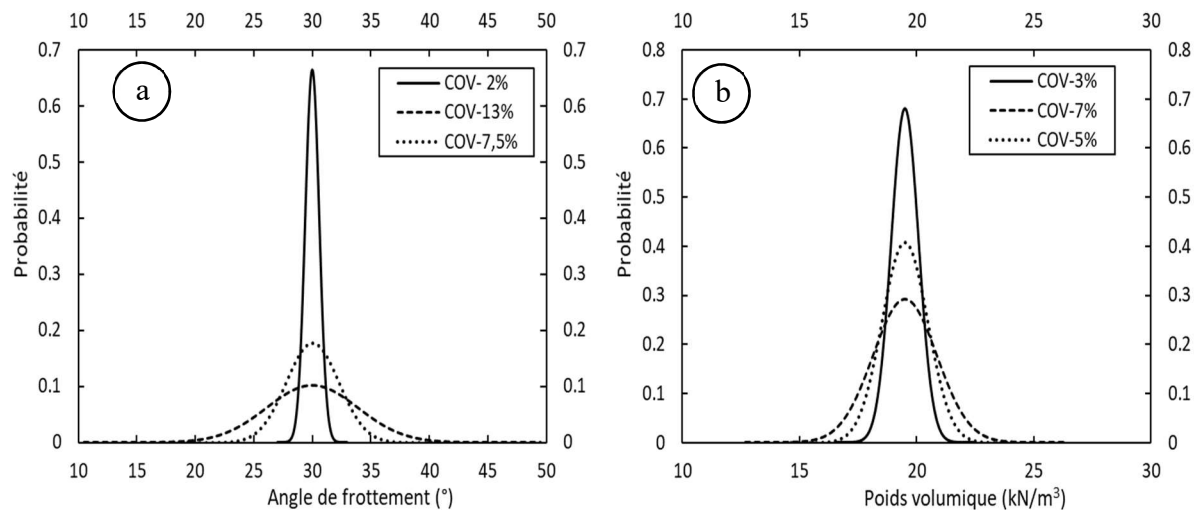 10 15 20 25 30 35 40 45 50
0.7 0.7
a
COV- 2%
COV-13%
COV-7,5%
0.6 0.6
0.5 0.5
0.4 0.4
0.3 0.3
0.2 0.2
0.1 0.1
0 0
Probabilité
10 15 20 25 30 35 40 45 50
Angle de frottement (°)
10 15 20 25 30
0.8 0.8
b
COV-3%
COV-7%
COV-5%
0.7 0.7
0.6 0.6
0.5 0.5
0.4 0.4
0.3 0.3
0.2 0.2
0.1 0.1
0 0
Probabilité
10 15 20 25 30
Poids volumique (kN/m³)